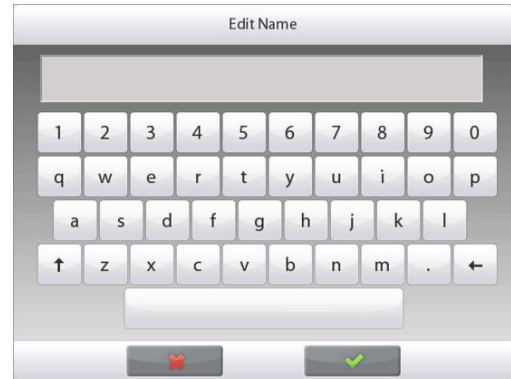 Edit Name
1 2 3 4 5 6 7 8 9 0
q w e r t y u i o p
a s d f g h j k l
↑ z x c v b n m . ←